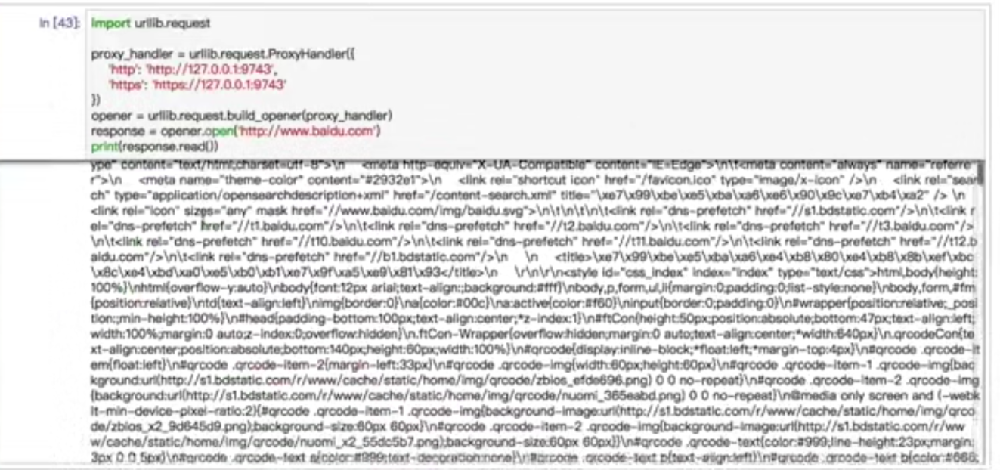 In [43]:
import urllib.request
proxy_handler = urllib.request.ProxyHandler({
'http': 'http://127.0.0.1:9743',
'https': 'https://127.0.0.1:9743'
})
opener = urllib.request.build_opener(proxy_handler)
response = opener.open('http://www.baidu.com')
print(response.read())
ype" content="text/html;charset=utf-8">\n    <meta http-equiv="X-UA-Compatible" content="IE=Edge">\n\t<meta content="always" name="referre
r">\n    <meta name="theme-color" content="#2932e1">\n    <link rel="shortcut icon" href="/favicon.ico" type="image/x-icon" />\n    <link rel="sear
ch" type="application/opensearchdescription+xml" href="/content-search.xml" title="\xe7\x99\xbe\xe5\xba\xa6\xe6\x90\x9c\xe7\xb4\xa2" /> \n
<link rel="icon" sizes="any" mask href="//www.baidu.com/img/baidu.svg">\n\t\n\t\n\t<link rel="dns-prefetch" href="//s1.bdstatic.com"/>\n\t<link r
el="dns-prefetch" href="//t1.baidu.com"/>\n\t<link rel="dns-prefetch" href="//t2.baidu.com"/>\n\t<link rel="dns-prefetch" href="//t3.baidu.com"/>
\n\t<link rel="dns-prefetch" href="//t10.baidu.com"/>\n\t<link rel="dns-prefetch" href="//t11.baidu.com"/>\n\t<link rel="dns-prefetch" href="//t12.b
aidu.com"/>\n\t<link rel="dns-prefetch" href="//b1.bdstatic.com"/>\n    \n    <title>\xe7\x99\xbe\xe5\xba\xa6\xe4\xb8\x80\xe4\xb8\x8b\xef\xbc
\x8c\xe4\xbd\xa0\xe5\xb0\xb1\xe7\x9f\xa5\xe9\x81\x93</title>\n    \r\n\r\n<style id="css_index" index="index" type="text/css">html,body{height:
100%}\nhtml{overflow-y:auto}\nbody{font:12px arial;text-align:;background:#fff}\nbody,p,form,ul,li{margin:0;padding:0;list-style:none}\nbody,form,#fm
{position:relative}\ntd{text-align:left}\nimg{border:0}\na{color:#00c}\na:active{color:#f60}\ninput{border:0;padding:0}\n#wrapper{position:relative;_posi
tion:;min-height:100%}\n#head{padding-bottom:100px;text-align:center;*z-index:1}\n#ftCon{height:50px;position:absolute;bottom:47px;text-align:left;
width:100%;margin:0 auto;z-index:0;overflow:hidden}\n.ftCon-Wrapper{overflow:hidden;margin:0 auto;text-align:center;*width:640px}\n.qrcodeCon{te
xt-align:center;position:absolute;bottom:140px;height:60px;width:100%}\n#qrcode{display:inline-block;*float:left;*margin-top:4px}\n#qrcode .qrcode-it
em{float:left}\n#qrcode .qrcode-item-2{margin-left:33px}\n#qrcode .qrcode-img{width:60px;height:60px}\n#qrcode .qrcode-item-1 .qrcode-img{bac
kground:url(http://s1.bdstatic.com/r/www/cache/static/home/img/qrcode/zbios_efde696.png) 0 0 no-repeat}\n#qrcode .qrcode-item-2 .qrcode-img
{background:url(http://s1.bdstatic.com/r/www/cache/static/home/img/qrcode/nuomi_365eabd.png) 0 0 no-repeat}\n@media only screen and (-webk
it-min-device-pixel-ratio:2){#qrcode .qrcode-item-1 .qrcode-img{background-image:url(http://s1.bdstatic.com/r/www/cache/static/home/img/qrco
de/zbios_x2_9d645d9.png);background-size:60px 60px}\n#qrcode .qrcode-item-2 .qrcode-img{background-image:url(http://s1.bdstatic.com/r/ww
w/cache/static/home/img/qrcode/nuomi_x2_55dc5b7.png);background-size:60px 60px}}\n#qrcode .qrcode-text{color:#999;line-height:23px;margin:
3px 0 0 5px}\n#qrcode .qrcode-text a{color:#999;text-decoration:none}\n#qrcode .qrcode-text p{text-align:left}\n#qrcode .qrcode-text b{color:#666;